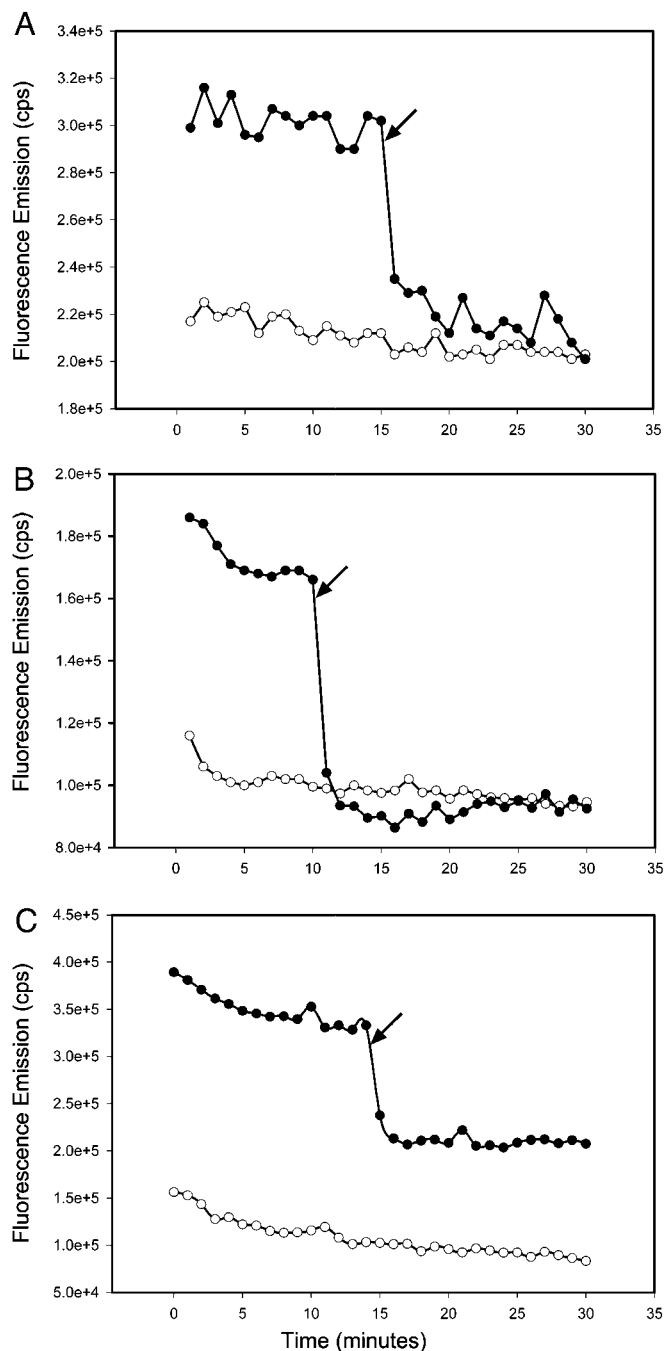 A
Fluorescence Emission (cps)
3.4e+5
3.2e+5
3.0e+5
2.8e+5
2.6e+5
2.4e+5
2.2e+5
2.0e+5
1.8e+5
0 5 10 15 20 25 30 35
B
Fluorescence Emission (cps)
2.0e+5
1.8e+5
1.6e+5
1.4e+5
1.2e+5
1.0e+5
8.0e+4
0 5 10 15 20 25 30 35
C
Fluorescence Emission (cps)
4.5e+5
4.0e+5
3.5e+5
3.0e+5
2.5e+5
2.0e+5
1.5e+5
1.0e+5
5.0e+4
0 5 10 15 20 25 30 35
Time (minutes)